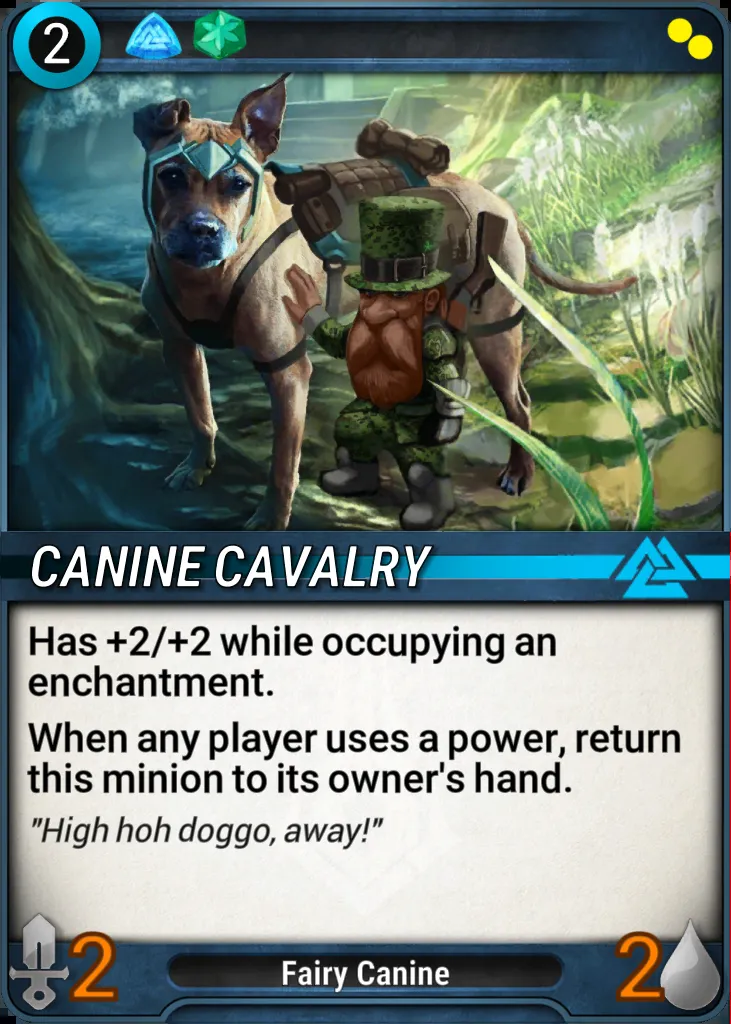 2
CANINE CAVALRY
Has +2/+2 while occupying an
enchantment.
When any player uses a power, return
this minion to its owner's hand.
"High hoh doggo, away!"
2
Fairy Canine
2